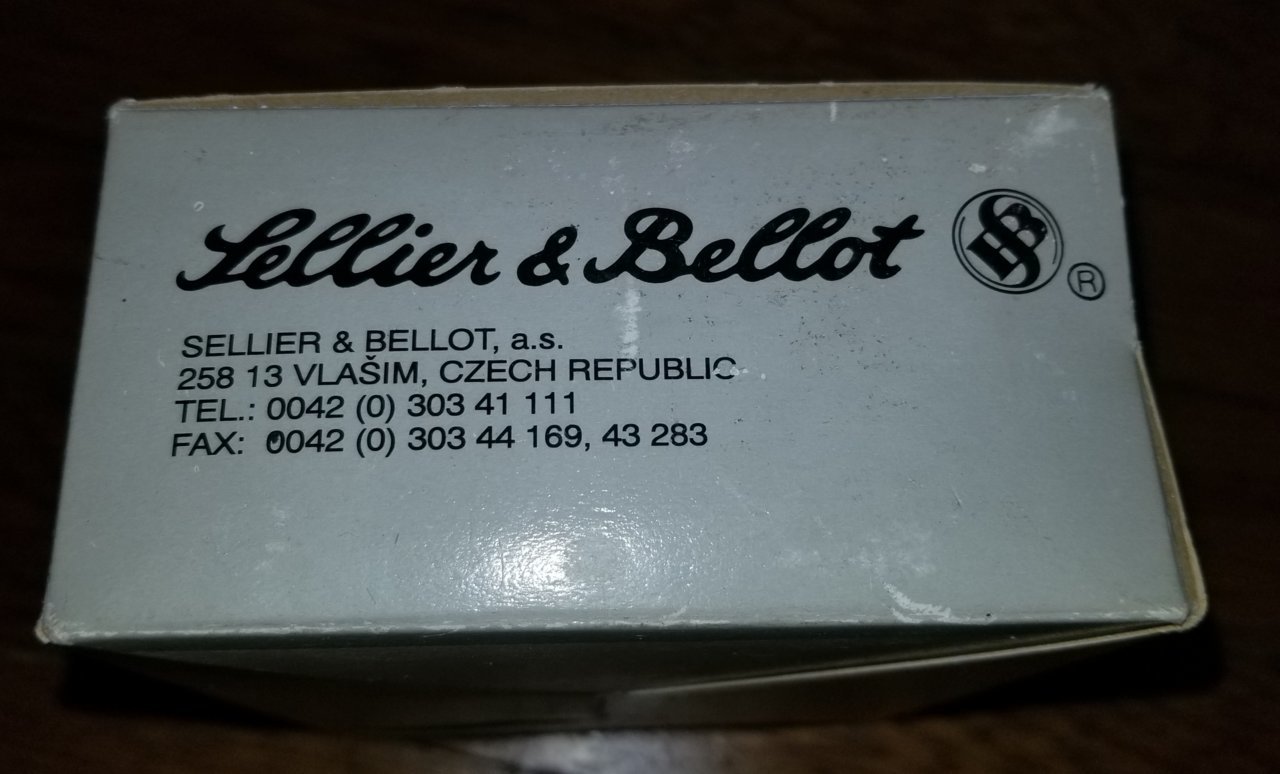 Sellier & Bellot SB ®
SELLIER & BELLOT, a.s.
258 13 VLAŠIM, CZECH REPUBLIC
TEL.: 0042 (0) 303 41 111
FAX: 0042 (0) 303 44 169, 43 283